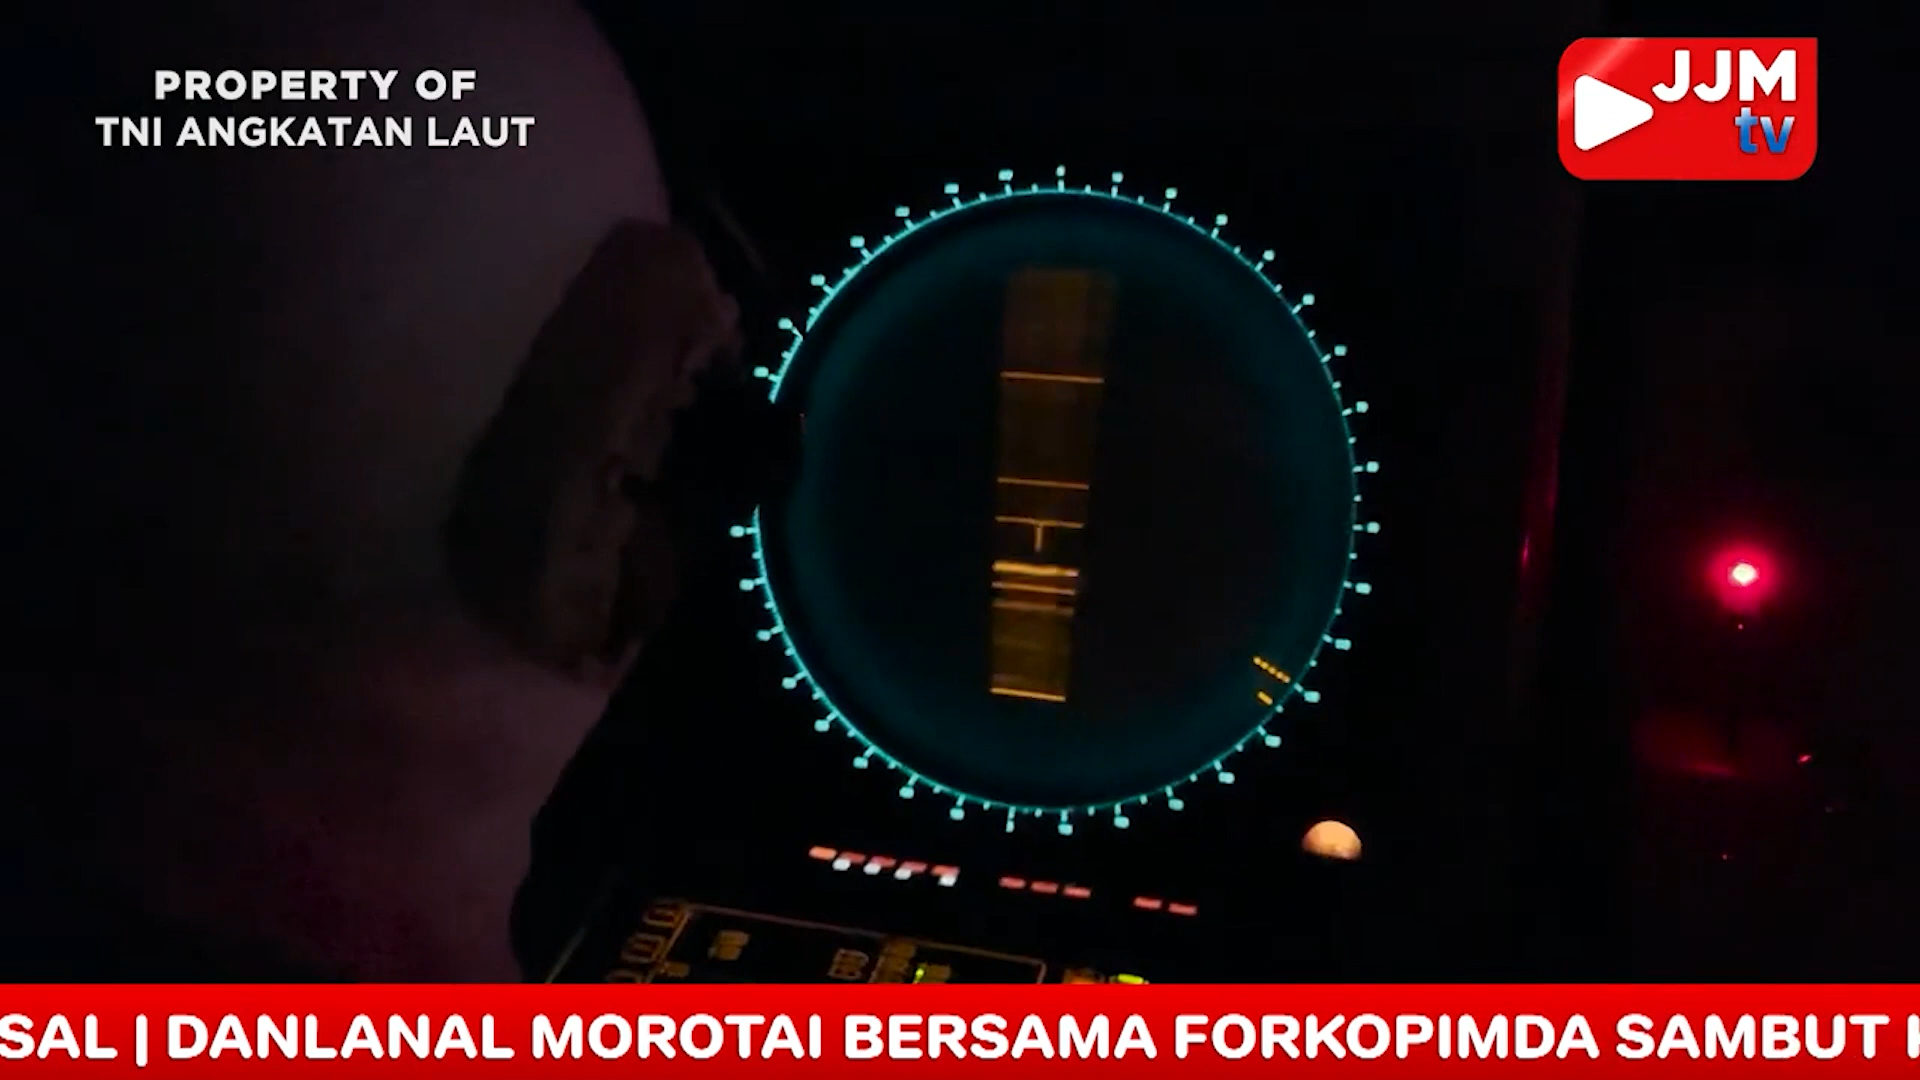 PROPERTY OF
TNI ANGKATAN LAUT
JJM
tv
SAL | DANLANAL MOROTAI BERSAMA FORKOPIMDA SAMBUT